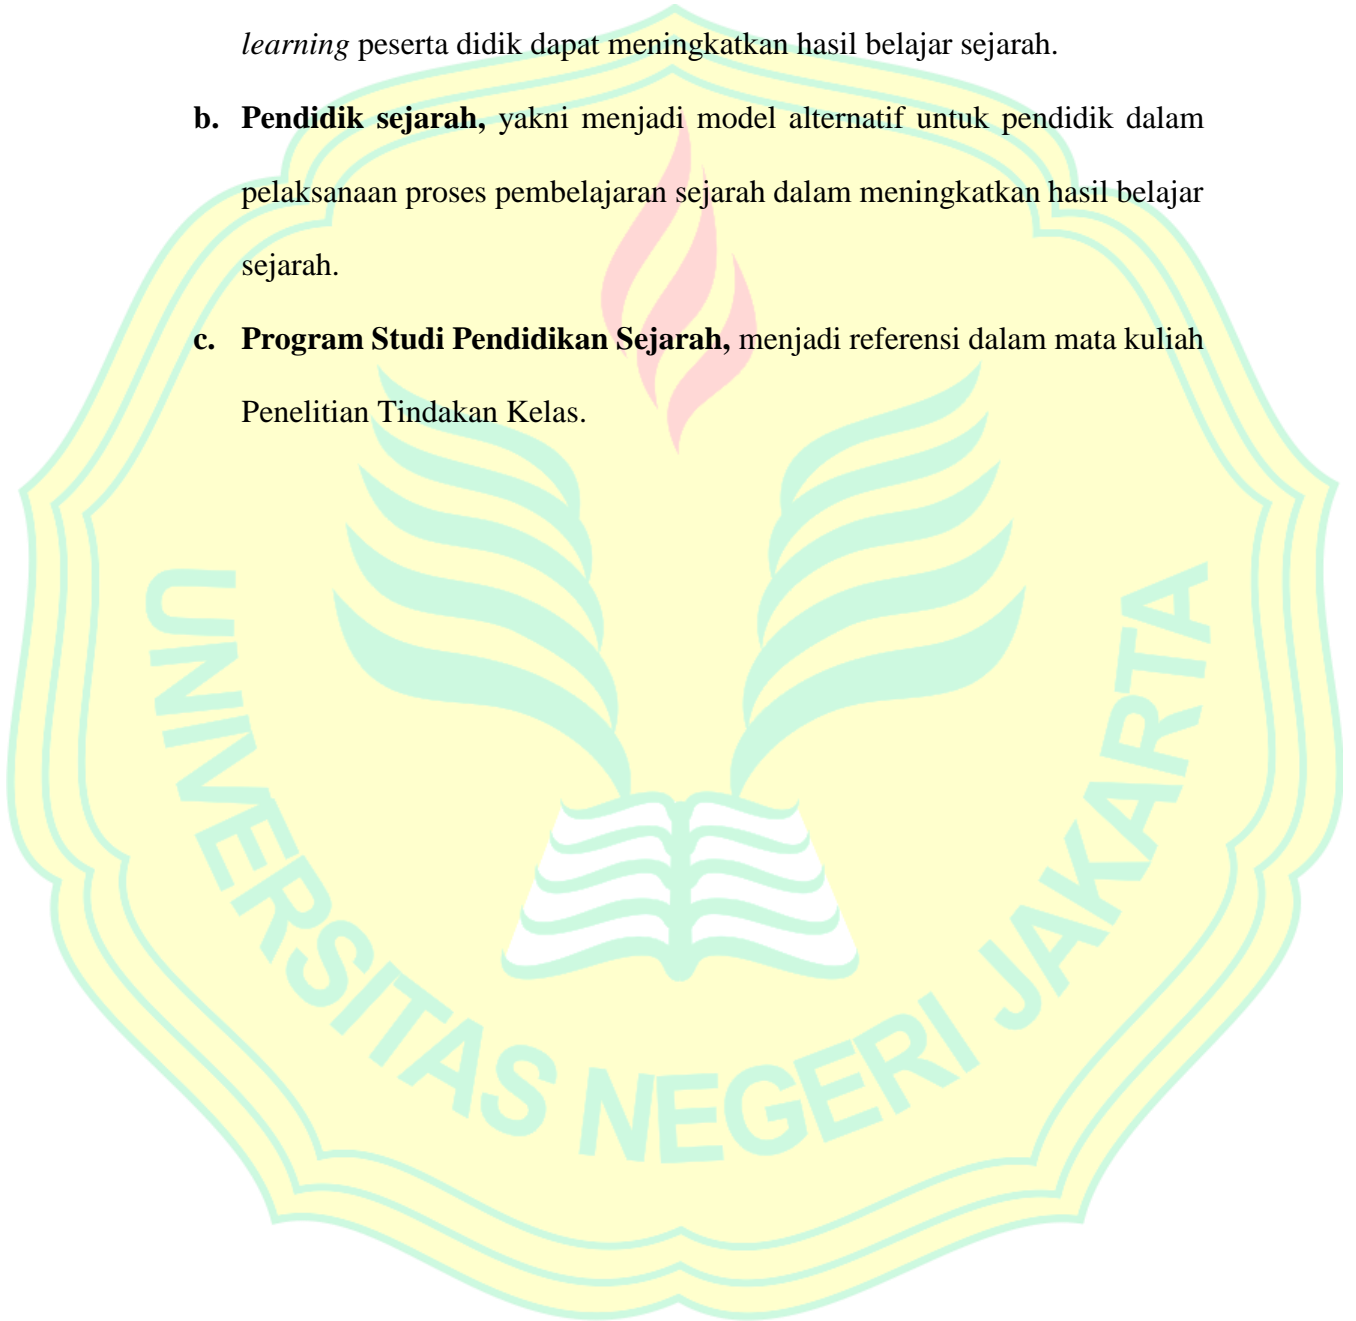 learning peserta didik dapat meningkatkan hasil belajar sejarah.
b. Pendidik sejarah, yakni menjadi model alternatif untuk pendidik dalam
pelaksanaan proses pembelajaran sejarah dalam meningkatkan hasil belajar
sejarah.
c. Program Studi Pendidikan Sejarah, menjadi referensi dalam mata kuliah
Penelitian Tindakan Kelas.
UNIVERSITAS NEGERI JAKARTA